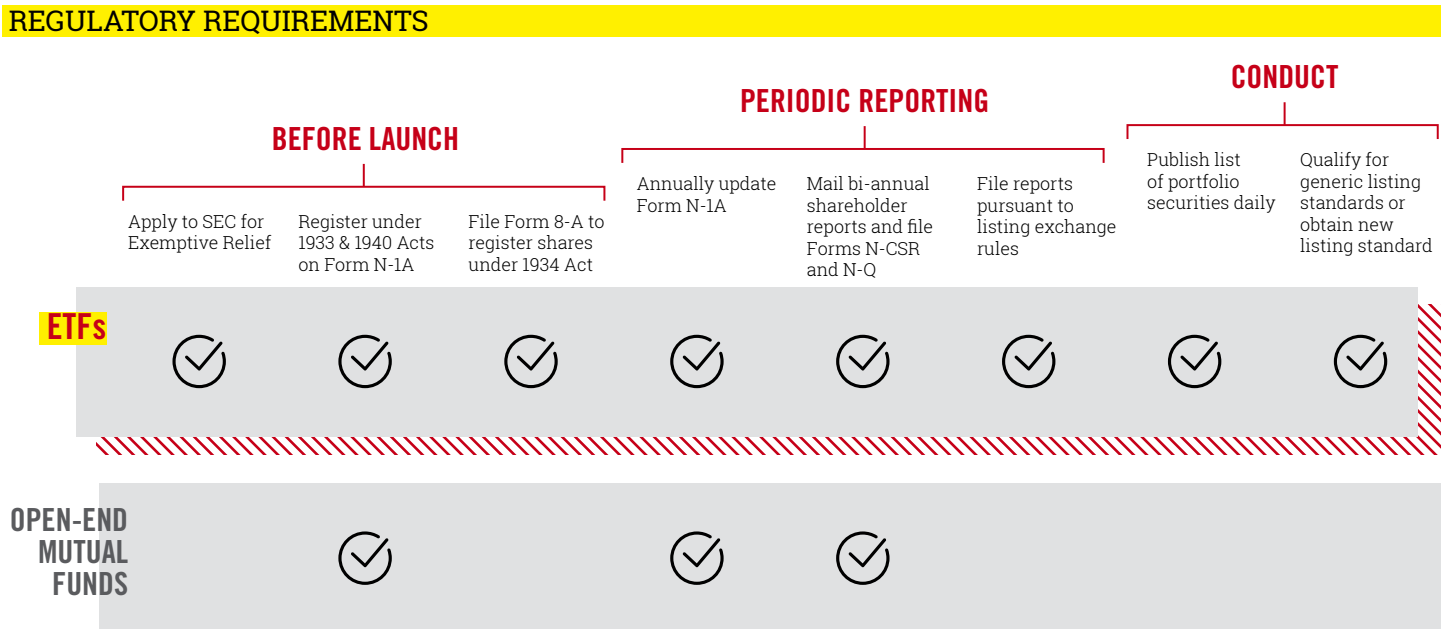 REGULATORY REQUIREMENTS
BEFORE LAUNCH
Apply to SEC for
Exemptive Relief
Register under
1933 & 1940 Acts
on Form N-1A
File Form 8-A to
register shares
under 1934 Act
PERIODIC REPORTING
Annually update
Form N-1A
Mail bi-annual
shareholder
reports and file
Forms N-CSR
and N-Q
File reports
pursuant to
listing exchange
rules
CONDUCT
Publish list
of portfolio
securities daily
Qualify for
generic listing
standards or
obtain new
listing standard
ETFs
OPEN-END
MUTUAL
FUNDS